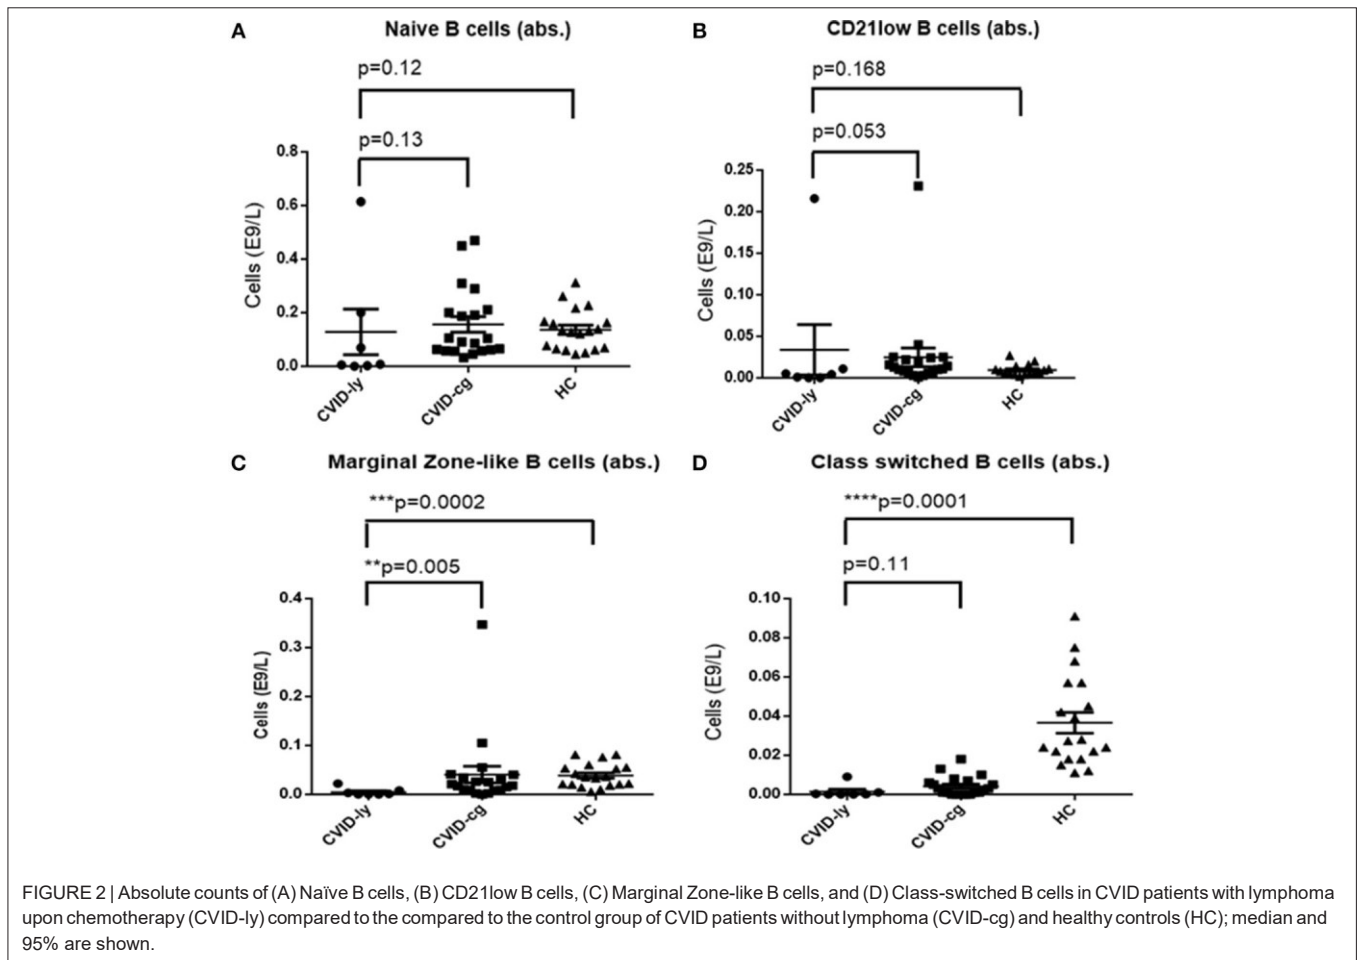 A
Naive B cells (abs.)
p=0.12
p=0.13
Cells (E9/L)
0.8
0.6
0.4
0.2
0.0
CVID-ly
CVID-cg
HC
B
CD21low B cells (abs.)
p=0.168
p=0.053
Cells (E9/L)
0.25
0.20
0.15
0.10
0.05
0.00
CVID-ly
CVID-cg
HC
C
Marginal Zone-like B cells (abs.)
***p=0.0002
**p=0.005
Cells (E9/L)
0.4
0.3
0.2
0.1
0.0
CVID-ly
CVID-cg
HC
D
Class switched B cells (abs.)
****p=0.0001
p=0.11
Cells (E9/L)
0.10
0.08
0.06
0.04
0.02
0.00
CVID-ly
CVID-cg
HC
FIGURE 2 | Absolute counts of (A) Naïve B cells, (B) CD21low B cells, (C) Marginal Zone-like B cells, and (D) Class-switched B cells in CVID patients with lymphoma
upon chemotherapy (CVID-ly) compared to the compared to the control group of CVID patients without lymphoma (CVID-cg) and healthy controls (HC); median and
95% are shown.